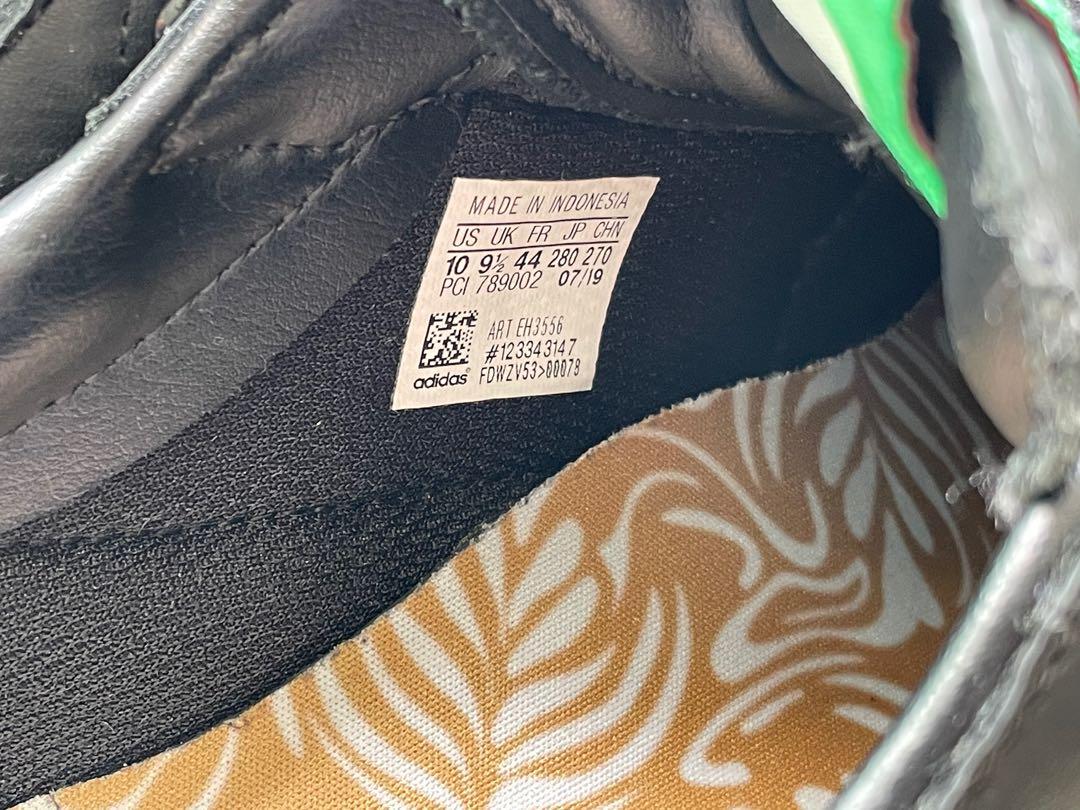 MADE IN INDONESIA
US UK FR JP CHN
10 9½ 44 280 270
PCI 789002 07/19
ART EH3556
#123343147
adidas® FDWZV53>00078